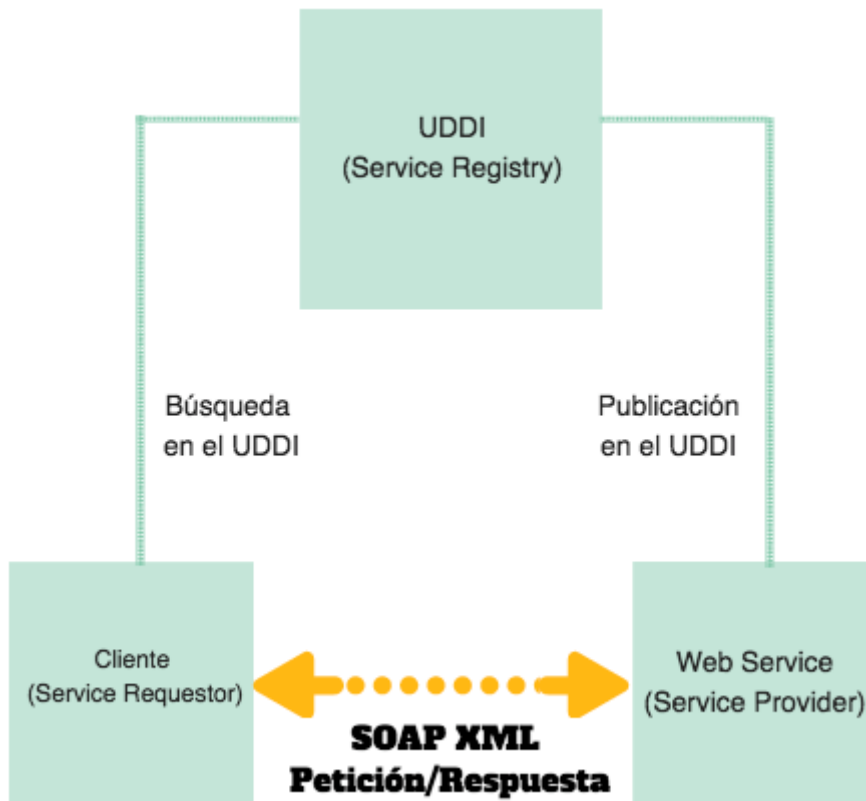 UDDI
(Service Registry)
Búsqueda
en el UDDI
Publicación
en el UDDI
Cliente
(Service Requestor)
Web Service
(Service Provider)
SOAP XML
Petición/Respuesta